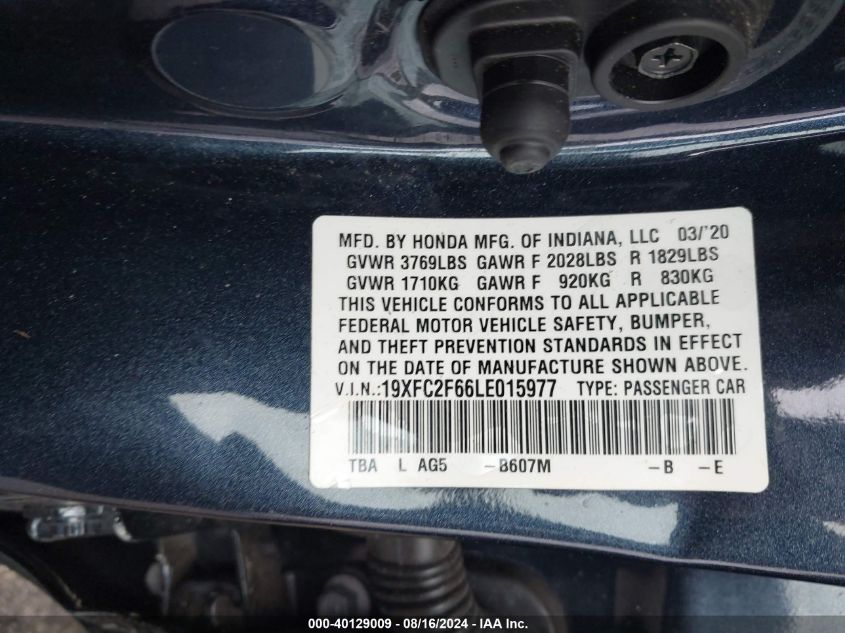 MFD. BY HONDA MFG. OF INDIANA, LLC 03/'20
GVWR 3769LBS GAWR F 2028LBS R 1829LBS
GVWR 1710KG GAWR F 920KG R 830KG
THIS VEHICLE CONFORMS TO ALL APPLICABLE
FEDERAL MOTOR VEHICLE SAFETY, BUMPER,
AND THEFT PREVENTION STANDARDS IN EFFECT
ON THE DATE OF MANUFACTURE SHOWN ABOVE.
V.I.N.:19XFC2F66LE015977 TYPE: PASSENGER CAR
TBA L AG5 -B607M -B -E
000-40129009 - 08/16/2024 - IAA Inc.